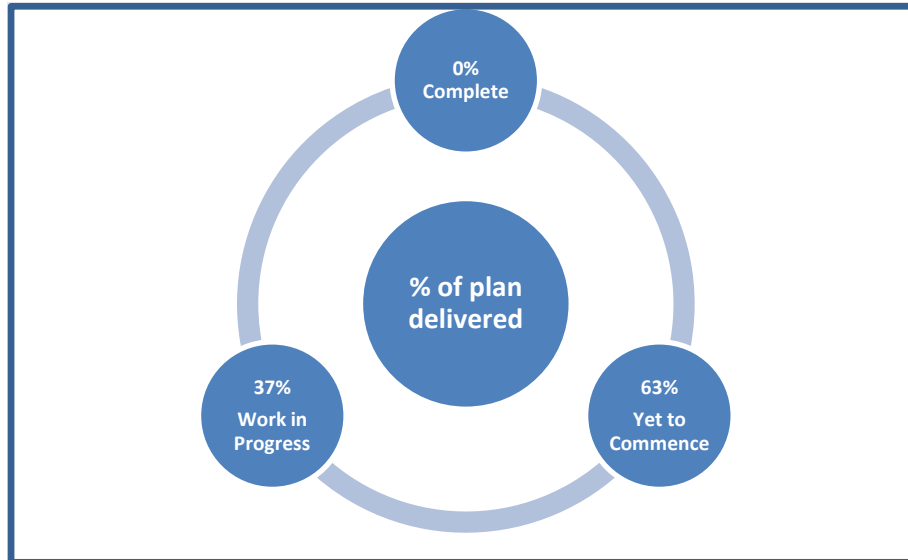 0%
Complete
% of plan
delivered
37%
Work in
Progress
63%
Yet to
Commence